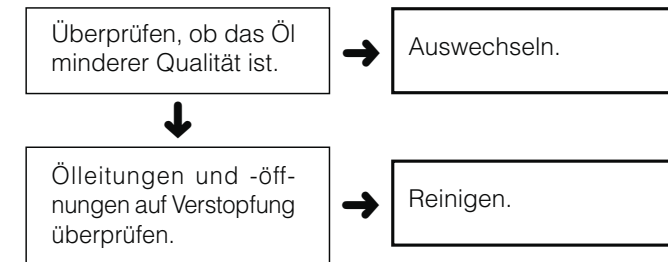 Überprüfen, ob das Öl
minderer Qualität ist.
Auswechseln.
Ölleitungen und -öff-
nungen auf Verstopfung
überprüfen.
Reinigen.